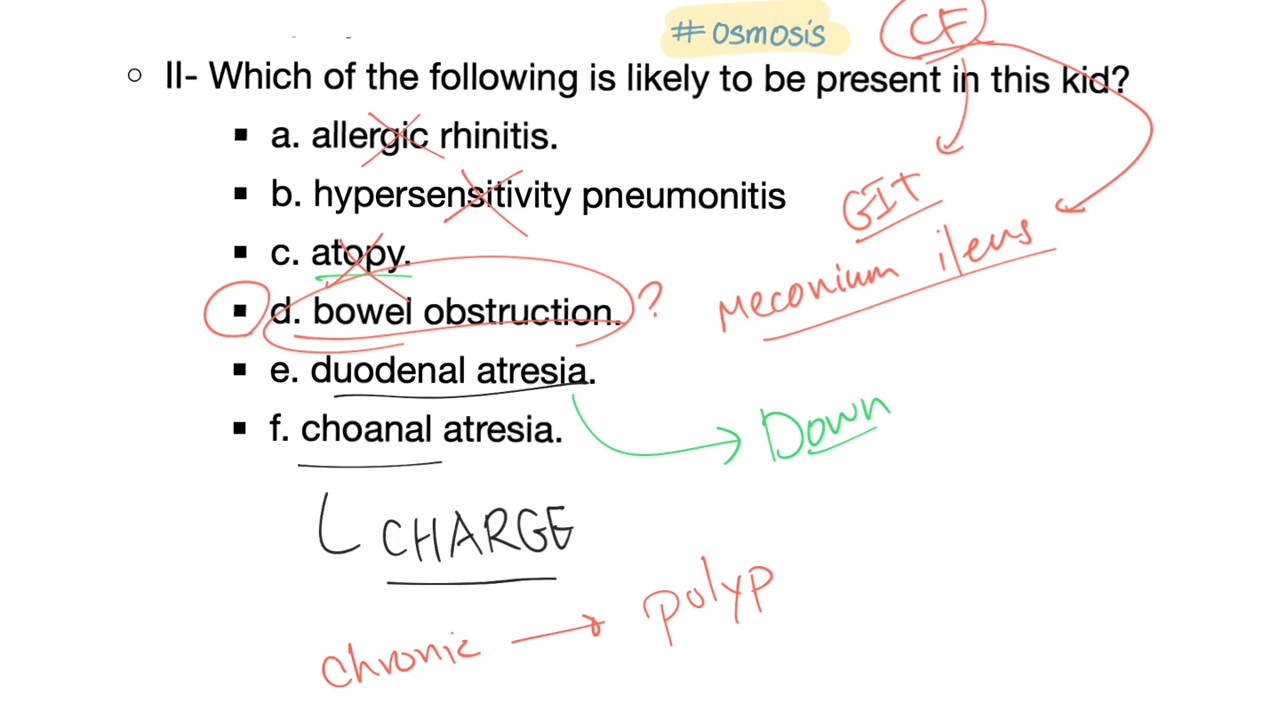 #osmosis
CF
II- Which of the following is likely to be present in this kid?
a. allergic rhinitis.
b. hypersensitivity pneumonitis
c. atopy.
d. bowel obstruction. ?
e. duodenal atresia.
f. choanal atresia.
GIT
Meconium ileus
Down
CHARGE
chronic → polyp